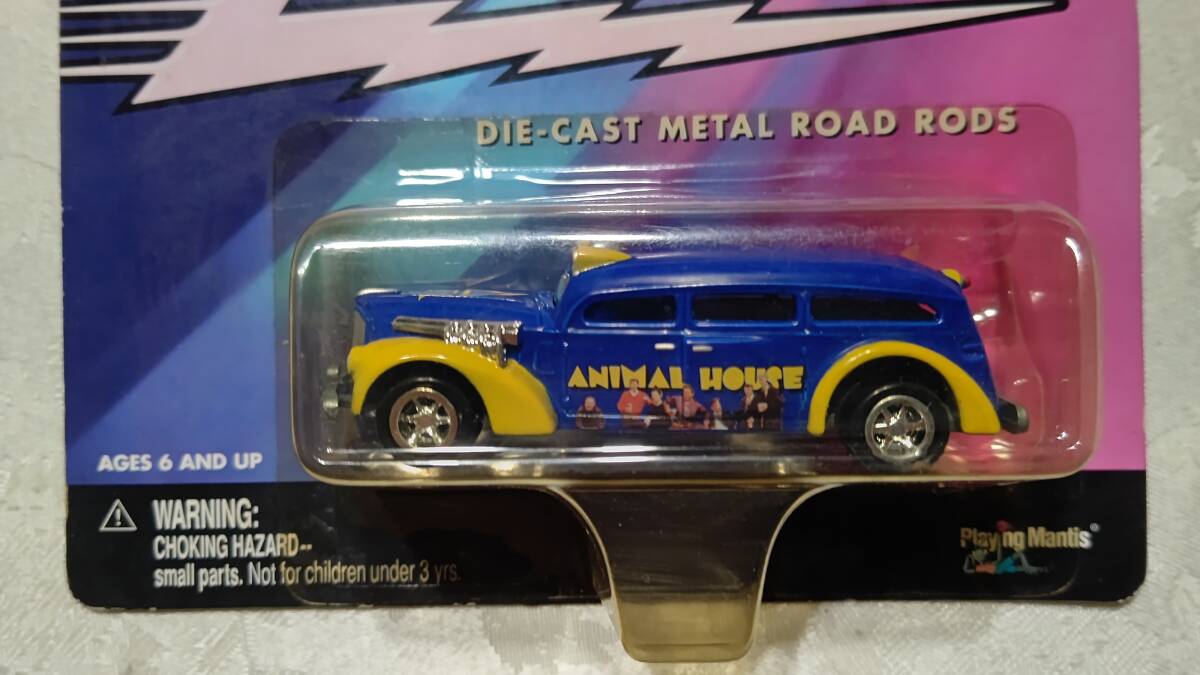 DIE-CAST METAL ROAD RODS
ANIMAL HOUSE
AGES 6 AND UP
WARNING:
CHOKING HAZARD--
small parts. Not for children under 3 yrs.
Playing Mantis®